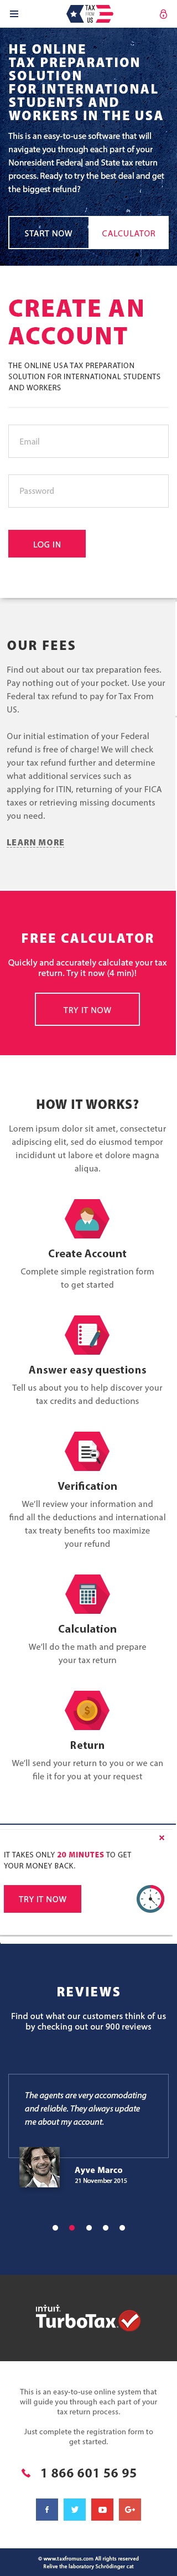 TAX
FROM
US
HE ONLINE
TAX PREPARATION
SOLUTION
FOR INTERNATIONAL
STUDENTS AND
WORKERS IN THE USA
This is an easy-to-use software that will
navigate you through each part of your
Nonresident Federal and State tax return
process. Ready to try the best deal and get
the biggest refund?
START NOW
CALCULATOR
CREATE AN
ACCOUNT
THE ONLINE USA TAX PREPARATION
SOLUTION FOR INTERNATIONAL STUDENTS
AND WORKERS
Email
Password
LOG IN
OUR FEES
Find out about our tax preparation fees.
Pay nothing out of your pocket. Use your
Federal tax refund to pay for Tax From
US.
Our initial estimation of your Federal
refund is free of charge! We will check
your tax refund further and determine
what additional services such as
applying for ITIN, returning of your FICA
taxes or retrieving missing documents
you need.
LEARN MORE
FREE CALCULATOR
Quickly and accurately calculate your tax
return. Try it now (4 min)!
TRY IT NOW
HOW IT WORKS?
Lorem ipsum dolor sit amet, consectetur
adipiscing elit, sed do eiusmod tempor
incididunt ut labore et dolore magna
aliqua.
Create Account
Complete simple registration form
to get started
Answer easy questions
Tell us about you to help discover your
tax credits and deductions
Verification
We'll review your information and
find all the deductions and international
tax treaty benefits too maximize
your refund
Calculation
We'll do the math and prepare
your tax return
Return
We'll send your return to you or we can
file it for you at your request
IT TAKES ONLY 20 MINUTES TO GET
YOUR MONEY BACK.
TRY IT NOW
REVIEWS
Find out what our customers think of us
by checking out our 900 reviews
The agents are very accomodating
and reliable. They always update
me about my account.
Ayve Marco
21 November 2015
intuit
TurboTax
This is an easy-to-use online system that
will guide you through each part of your
tax return process.
Just complete the registration form to
get started.
1 866 601 56 95
© www.taxfromus.com All rights reserved
Relive the laboratory Schrödinger cat